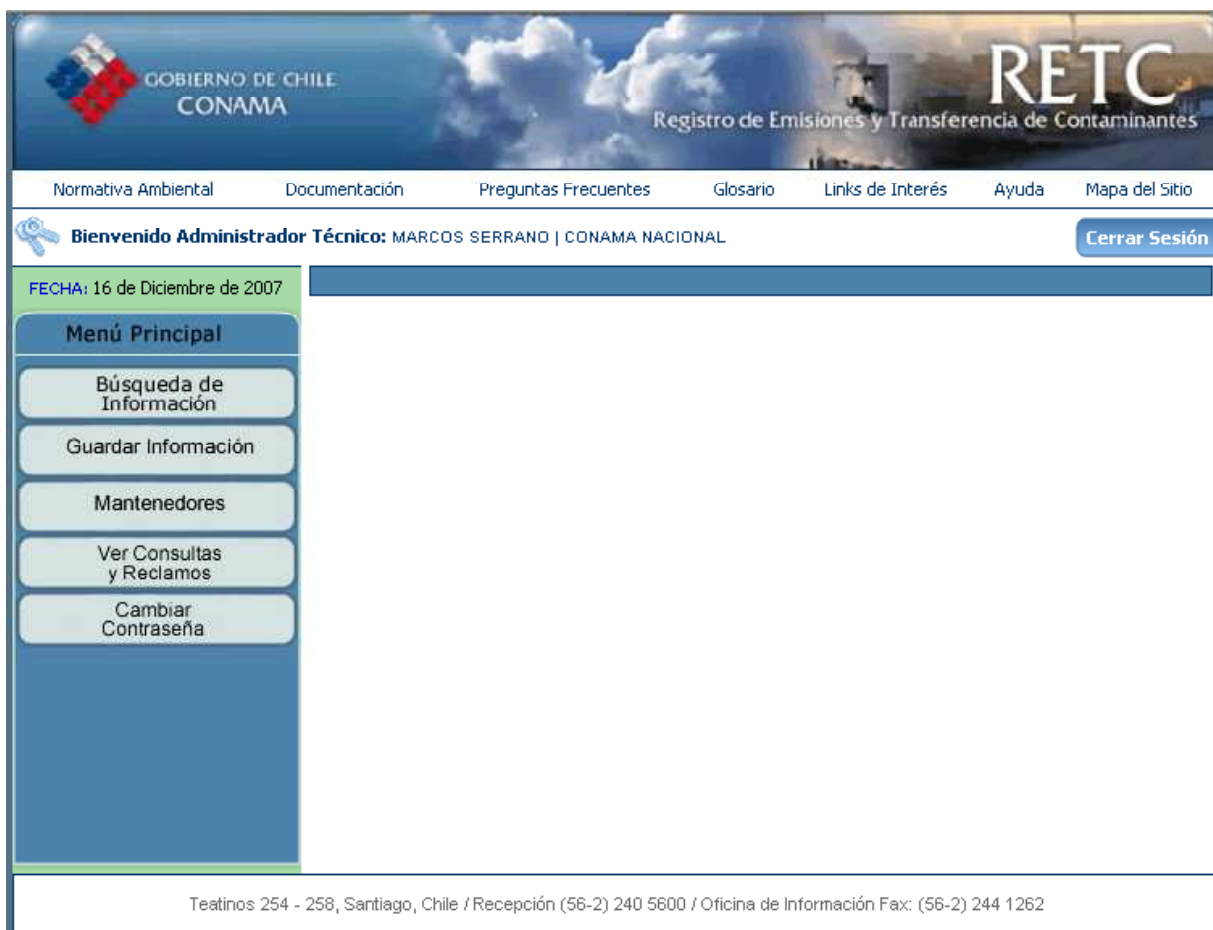 GOBIERNO DE CHILE
CONAMA
RETC
Registro de Emisiones y Transferencia de Contaminantes
Normativa Ambiental Documentación Preguntas Frecuentes Glosario Links de Interés Ayuda Mapa del Sitio
Bienvenido Administrador Técnico: MARCOS SERRANO | CONAMA NACIONAL
Cerrar Sesión
FECHA: 16 de Diciembre de 2007
Menú Principal
Búsqueda de
Información
Guardar Información
Mantenedores
Ver Consultas
y Reclamos
Cambiar
Contraseña
Teatinos 254 - 258, Santiago, Chile / Recepción (56-2) 240 5600 / Oficina de Información Fax: (56-2) 244 1262